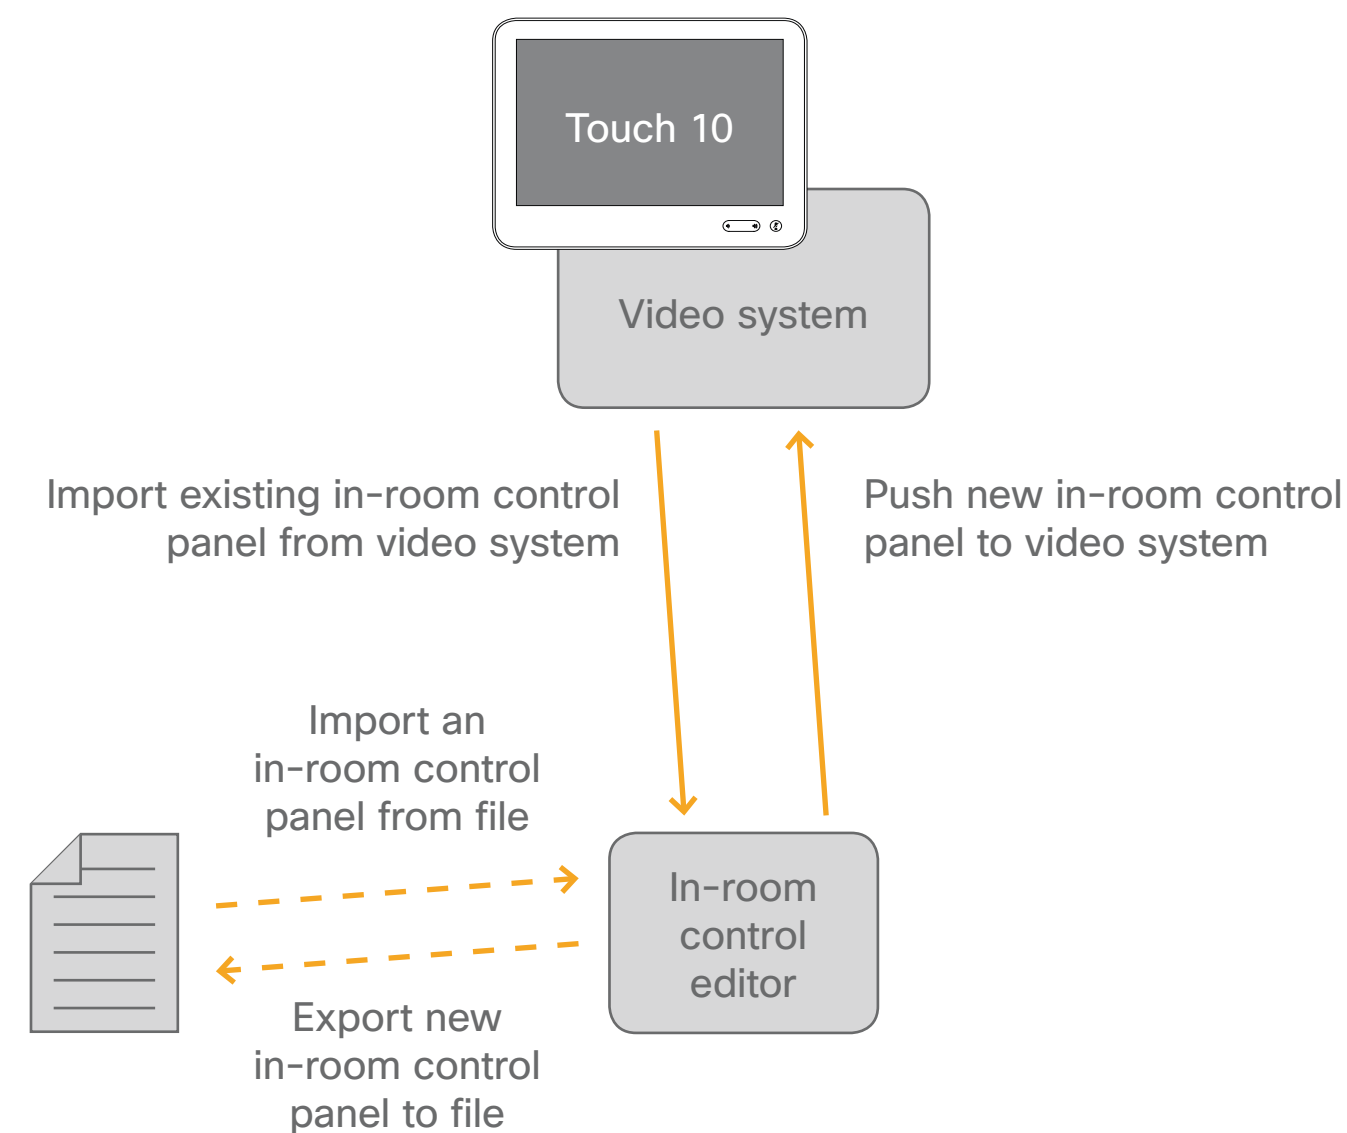 Touch 10
Video system
Import existing in-room control
panel from video system
Push new in-room control
panel to video system
Import an
in-room control
panel from file
In-room
control
editor
Export new
in-room control
panel to file